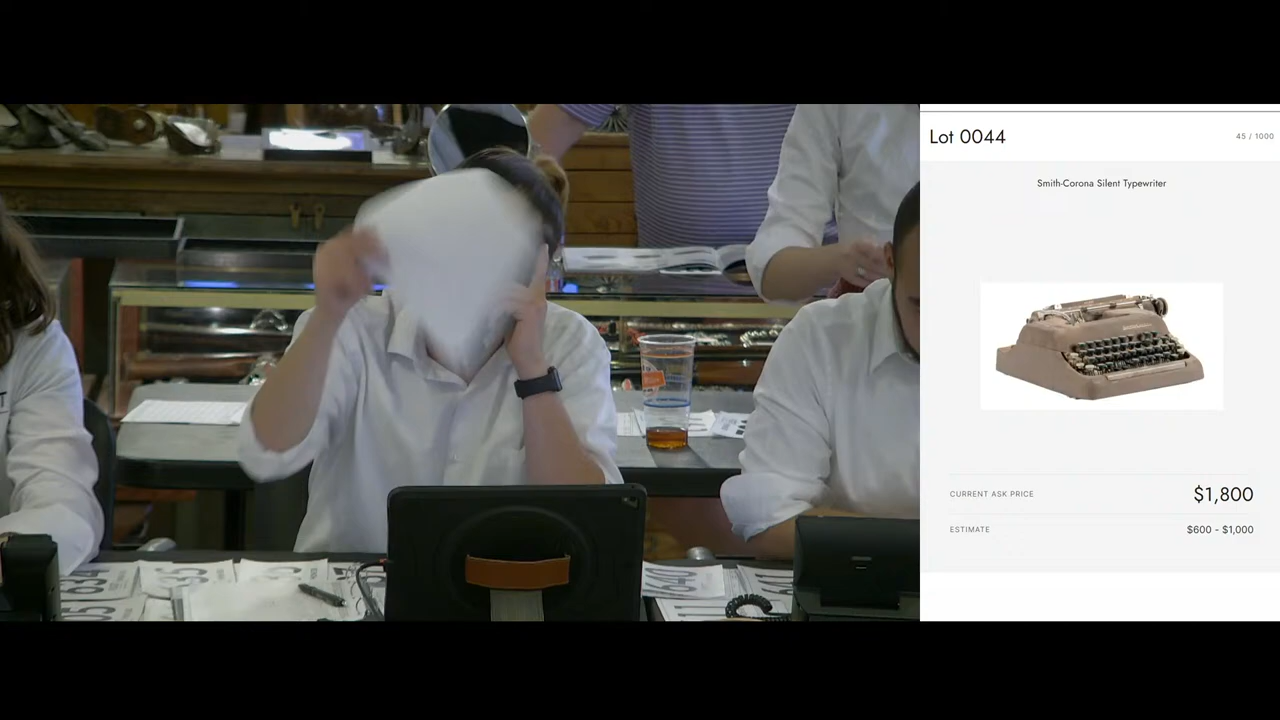 Lot 0044
45 / 1000
Smith-Corona Silent Typewriter
CURRENT ASK PRICE
$1,800
ESTIMATE
$600 - $1,000